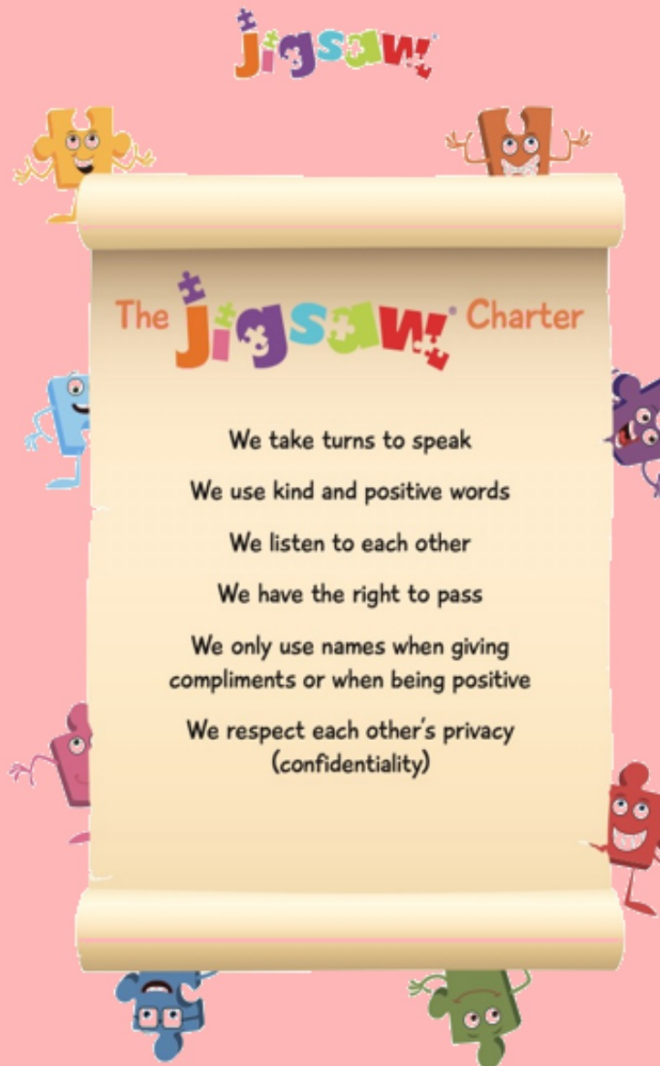 jigsaw
The jigsaw® Charter
We take turns to speak
We use kind and positive words
We listen to each other
We have the right to pass
We only use names when giving
compliments or when being positive
We respect each other's privacy
(confidentiality)